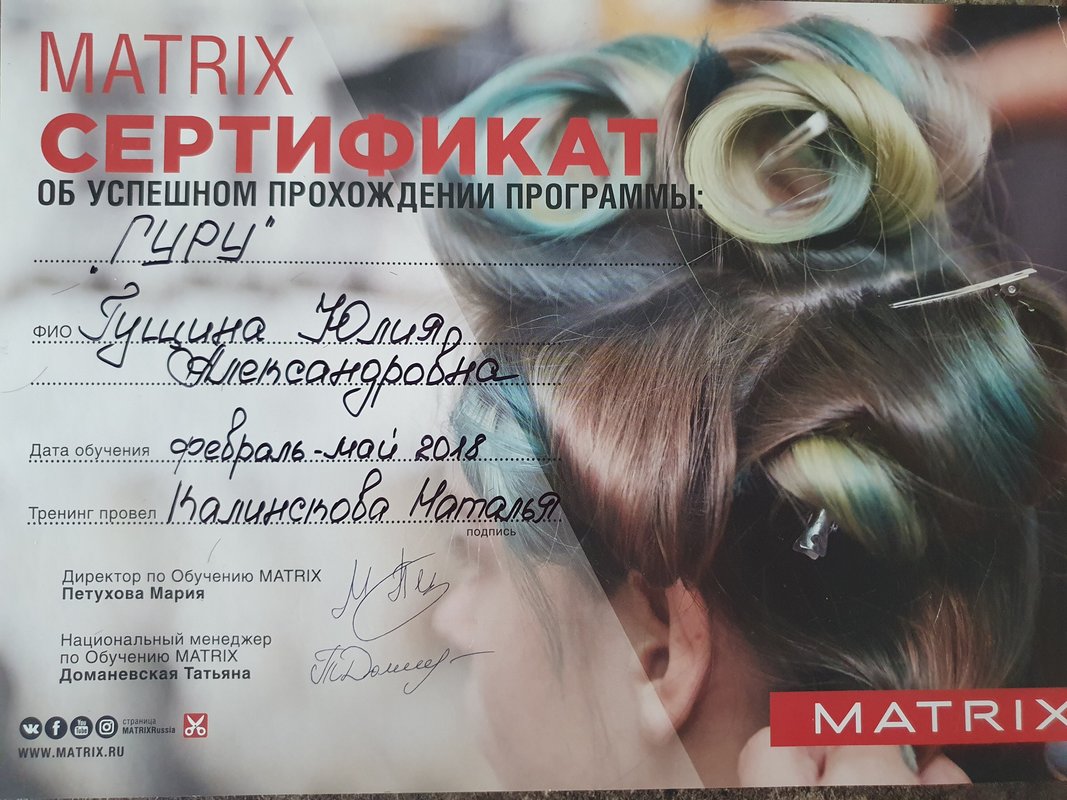 MATRIX
СЕРТИФИКАТ
ОБ УСПЕШНОМ ПРОХОЖДЕНИИ ПРОГРАММЫ:
"ГУРУ"
ФИО Гущина Юлия
Александровна
Дата обучения февраль-май 2018
Тренинг провел Калинскова Наталья
подпись
Директор по Обучению MATRIX
Петухова Мария
Национальный менеджер
по Обучению MATRIX
Доманевская Татьяна
страница
MATRIXRussia
WWW.MATRIX.RU
MATRIX